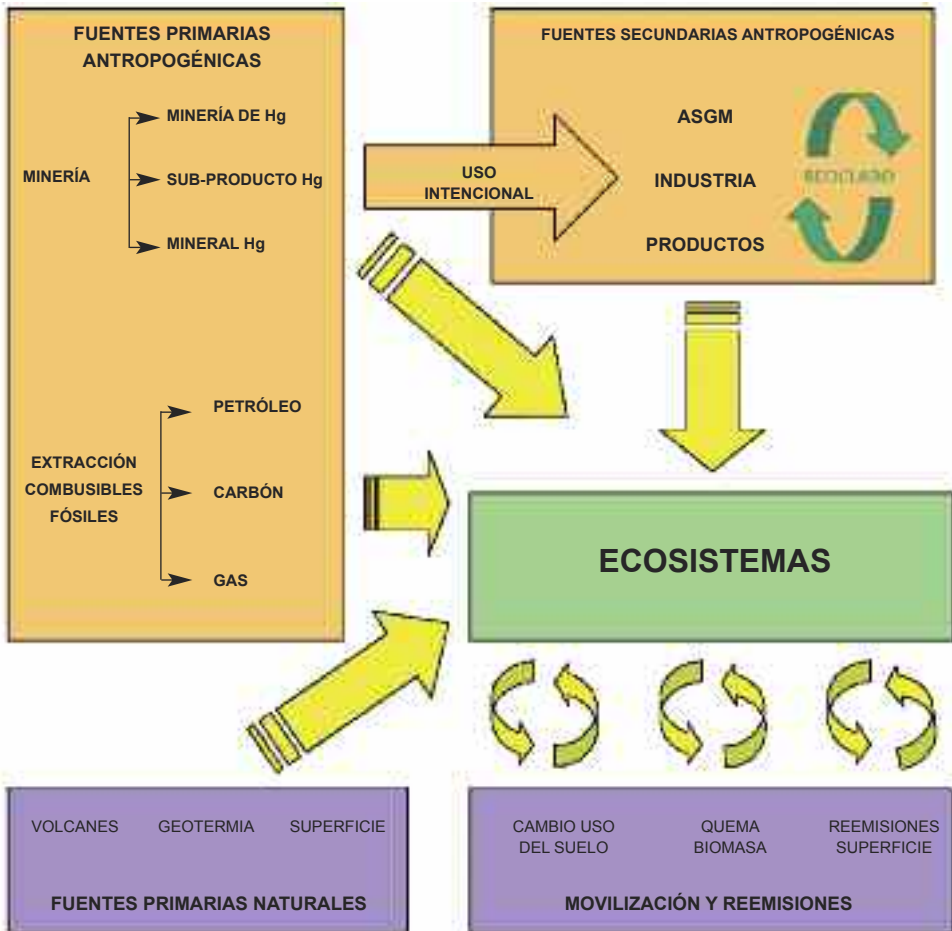 FUENTES PRIMARIAS
ANTROPOGÉNICAS
MINERÍA
MINERÍA DE Hg
SUB-PRODUCTO Hg
MINERAL Hg
EXTRACCIÓN
COMBUSIBLES
FÓSILES
PETRÓLEO
CARBÓN
GAS
USO
INTENCIONAL
FUENTES SECUNDARIAS ANTROPOGÉNICAS
ASGM
INDUSTRIA
PRODUCTOS
RECICLADO
ECOSISTEMAS
VOLCANES
GEOTERMIA
SUPERFICIE
FUENTES PRIMARIAS NATURALES
CAMBIO USO
DEL SUELO
QUEMA
BIOMASA
REEMISIONES
SUPERFICIE
MOVILIZACIÓN Y REEMISIONES